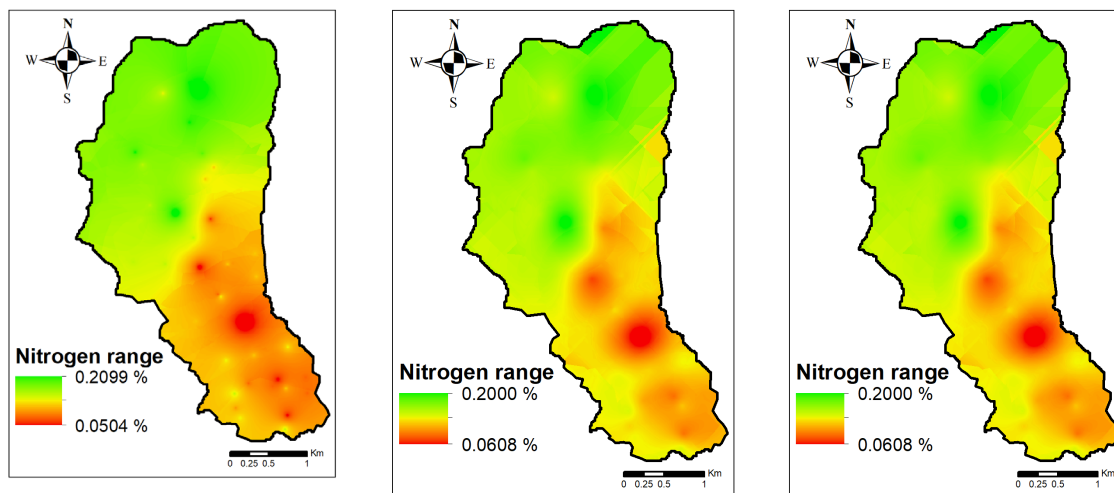 N
W E
S
Nitrogen range
0.2099 %
0.0504 %
Km
0 0.25 0.5 1
N
W E
S
Nitrogen range
0.2000 %
0.0608 %
Km
0 0.25 0.5 1
N
W E
S
Nitrogen range
0.2000 %
0.0608 %
Km
0 0.25 0.5 1